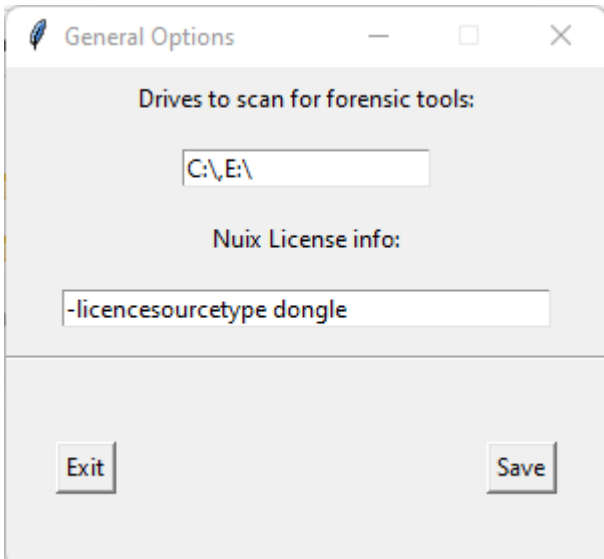 General Options
Drives to scan for forensic tools:
C:\,E:\
Nuix License info:
-licencesourcetype dongle
Exit
Save